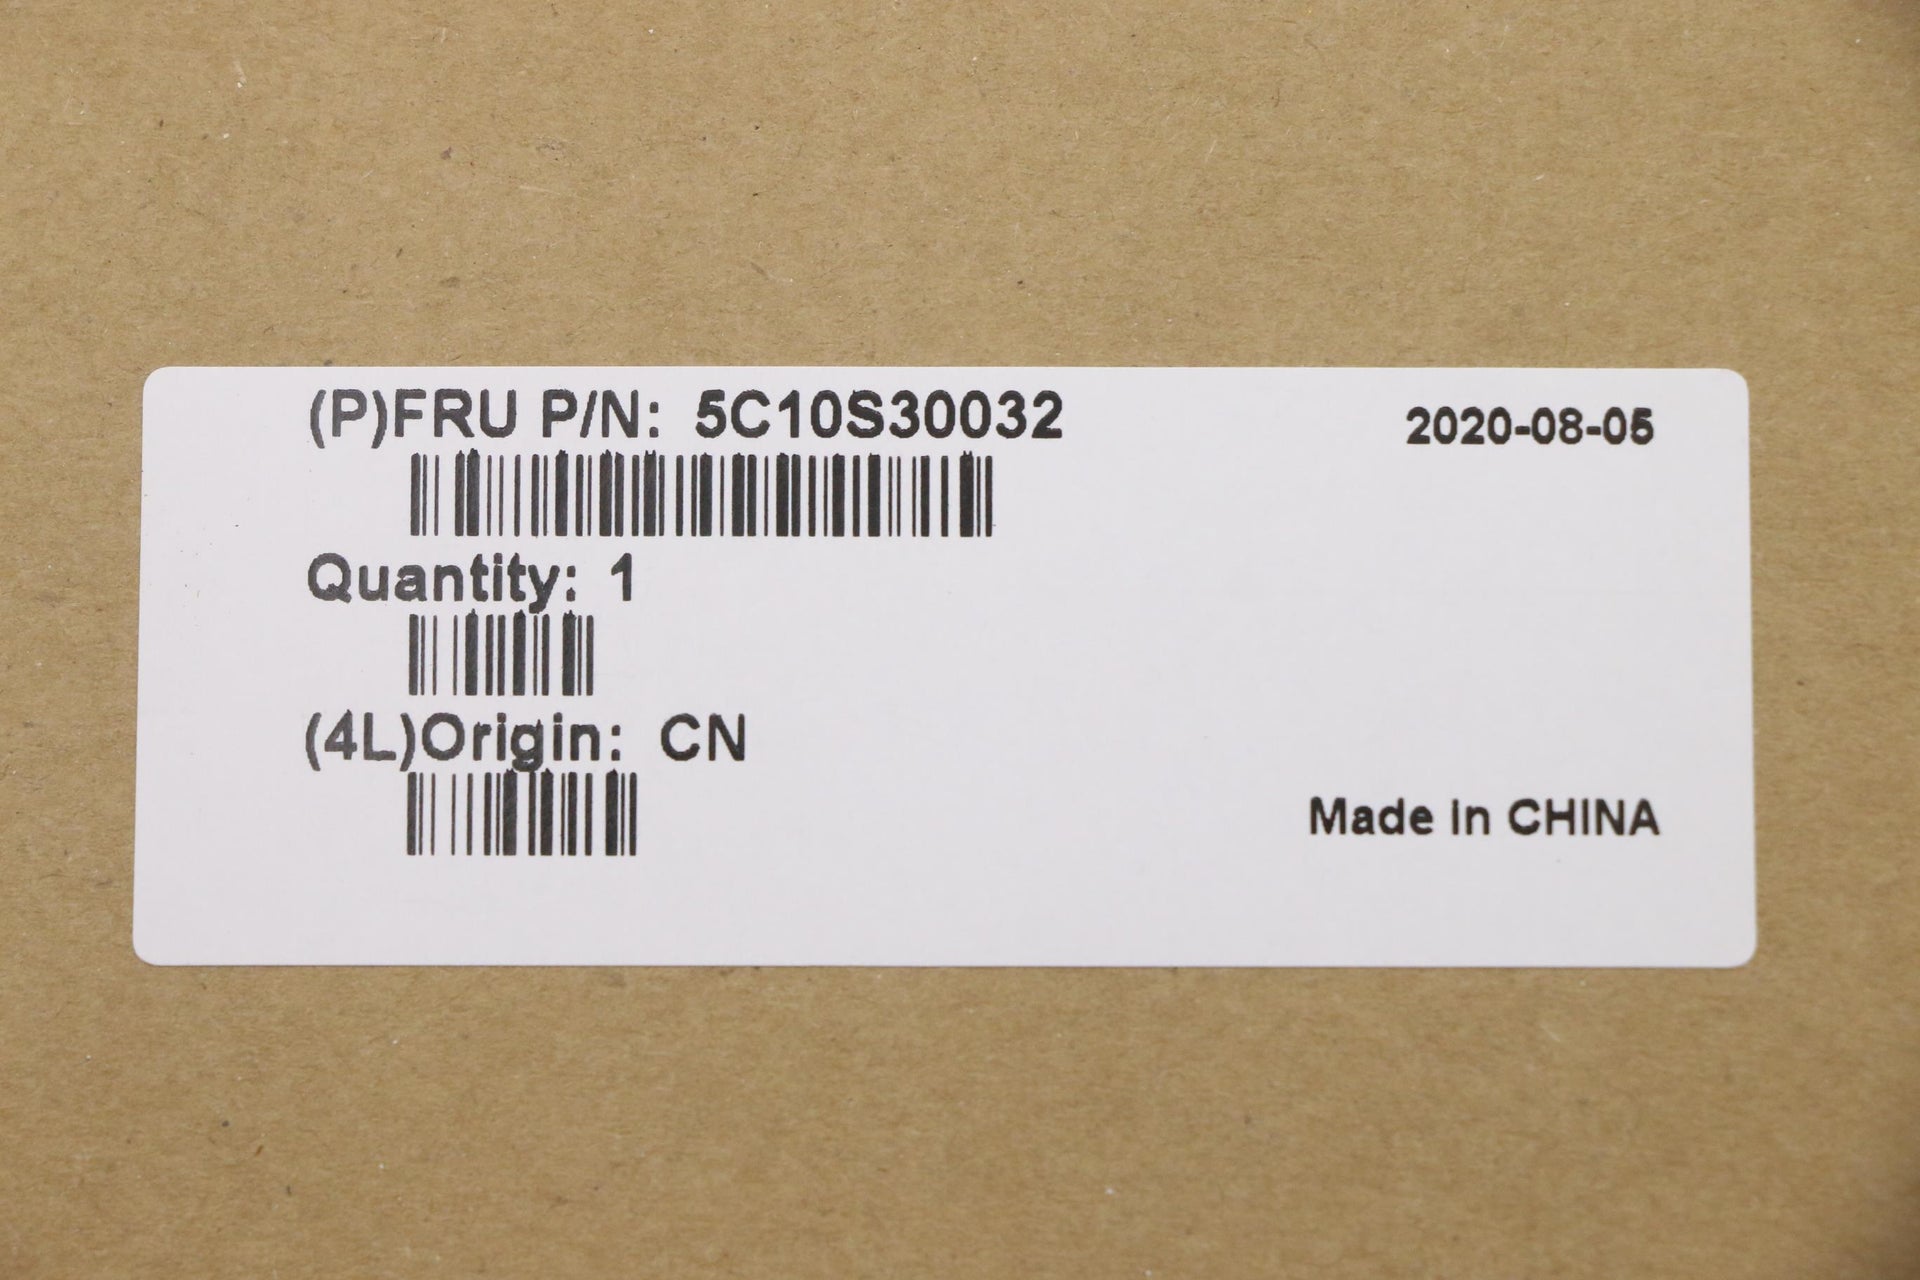 (P)FRU P/N: 5C10S30032
2020-08-05
Quantity: 1
(4L)Origin: CN
Made in CHINA